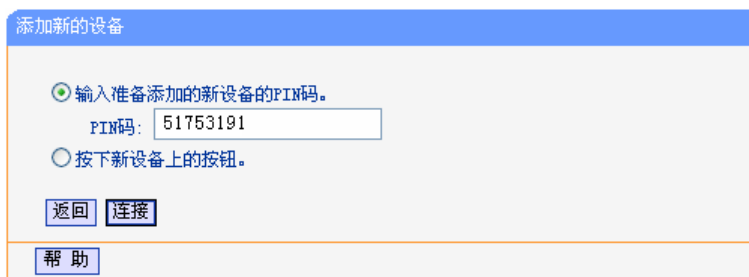 添加新的设备
输入准备添加的新设备的PIN码。
PIN码: 51753191
按下新设备上的按钮。
返回 连接
帮 助